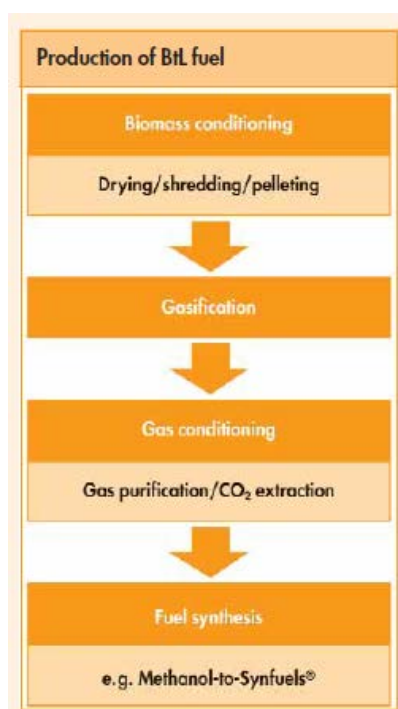 Production of BtL fuel
Biomass conditioning
Drying/shredding/pelleting
Gasification
Gas conditioning
Gas purification/CO₂ extraction
Fuel synthesis
e.g. Methanol-to-Synfuels®